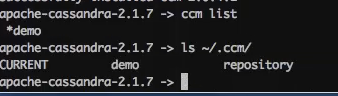 apache-cassandra-2.1.7 -> ccm list
*demo
apache-cassandra-2.1.7 -> ls ~/.ccm/
CURRENT demo repository
apache-cassandra-2.1.7 ->